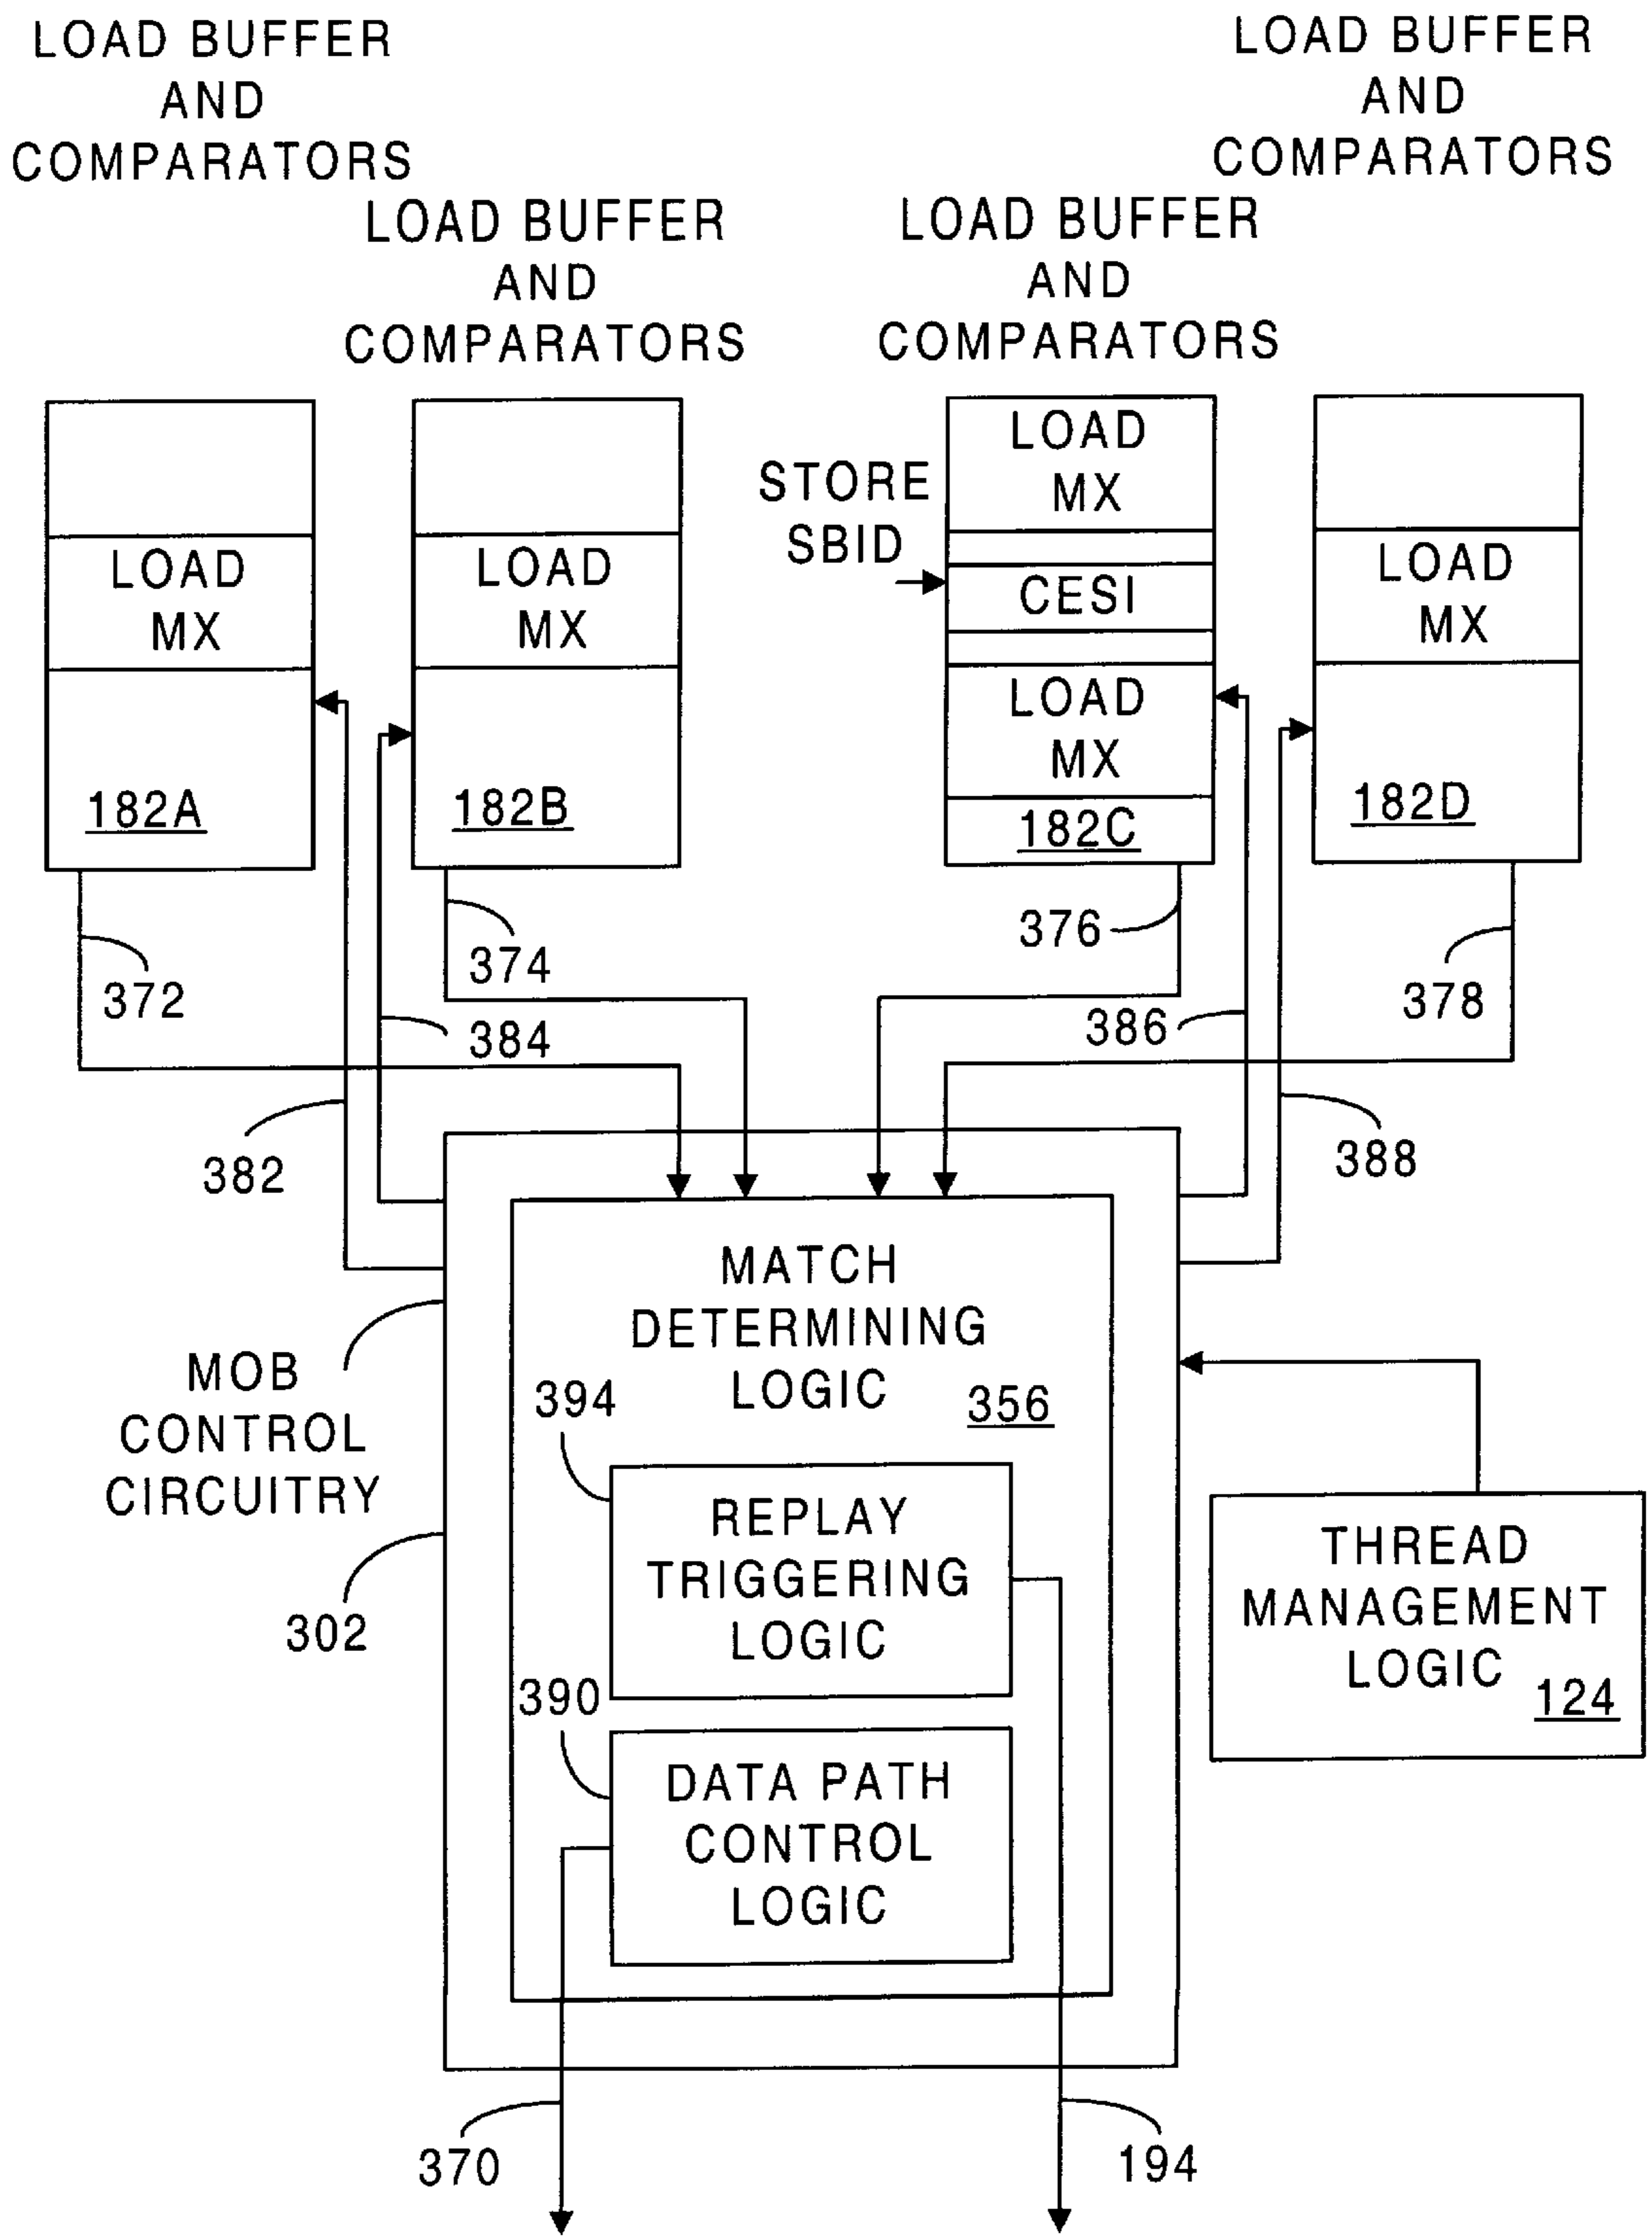 LOAD BUFFER
AND
COMPARATORS
LOAD BUFFER
AND
COMPARATORS
LOAD BUFFER
AND
COMPARATORS
LOAD BUFFER
AND
COMPARATORS
LOAD
MX
182A
LOAD
MX
182B
STORE
SBID
LOAD
MX
CESI
LOAD
MX
182C
LOAD
MX
182D
372
374
376
378
384
386
382
388
MOB
CONTROL
CIRCUITRY
302
MATCH
DETERMINING
LOGIC
356
394
REPLAY
TRIGGERING
LOGIC
390
DATA PATH
CONTROL
LOGIC
THREAD
MANAGEMENT
LOGIC
124
370
194